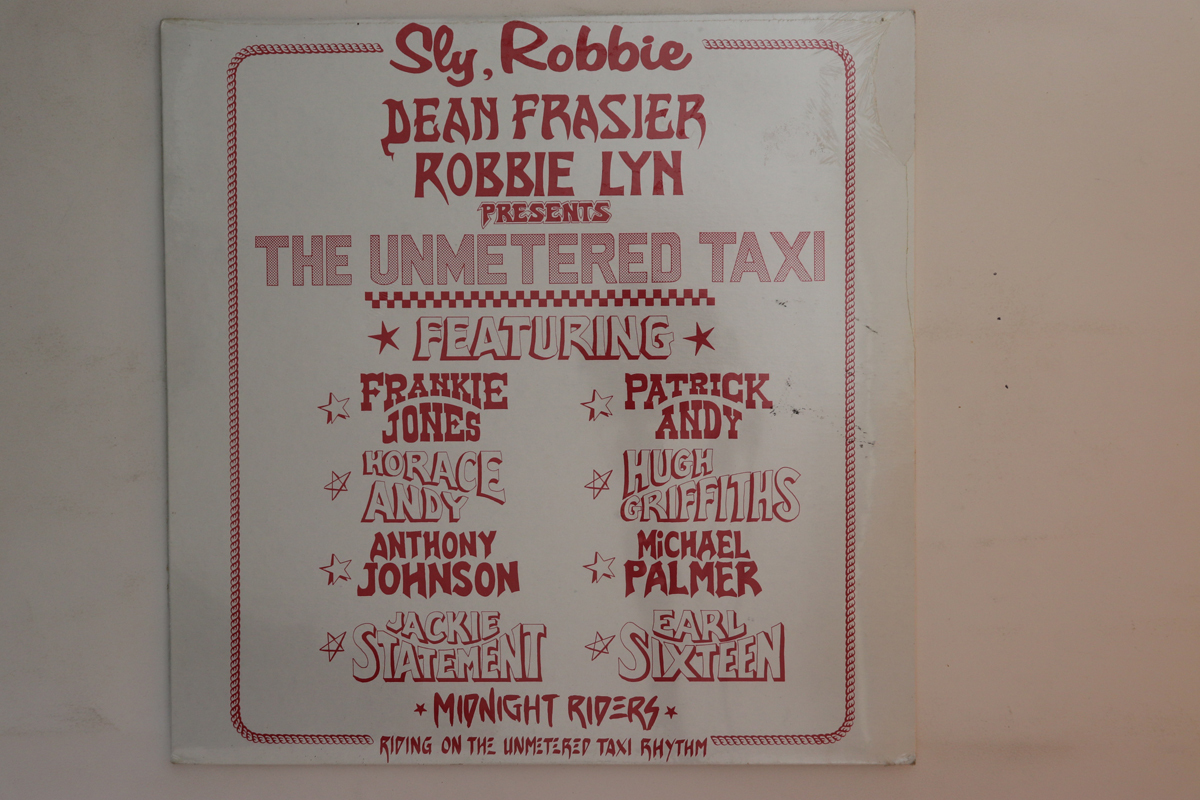 Sly, Robbie
DEAN FRASIER
ROBBIE LYN
PRESENTS
THE UNMETERED TAXI
FEATURING
FRANKIE JONES
PATRICK ANDY
HORACE ANDY
HUGH GRIFFITHS
ANTHONY JOHNSON
MiCHAEL PALMER
JACKIE STATEMENT
EARL SIXTEEN
MIDNIGHT RIDERS
RIDING ON THE UNMETERED TAXI RHYTHM